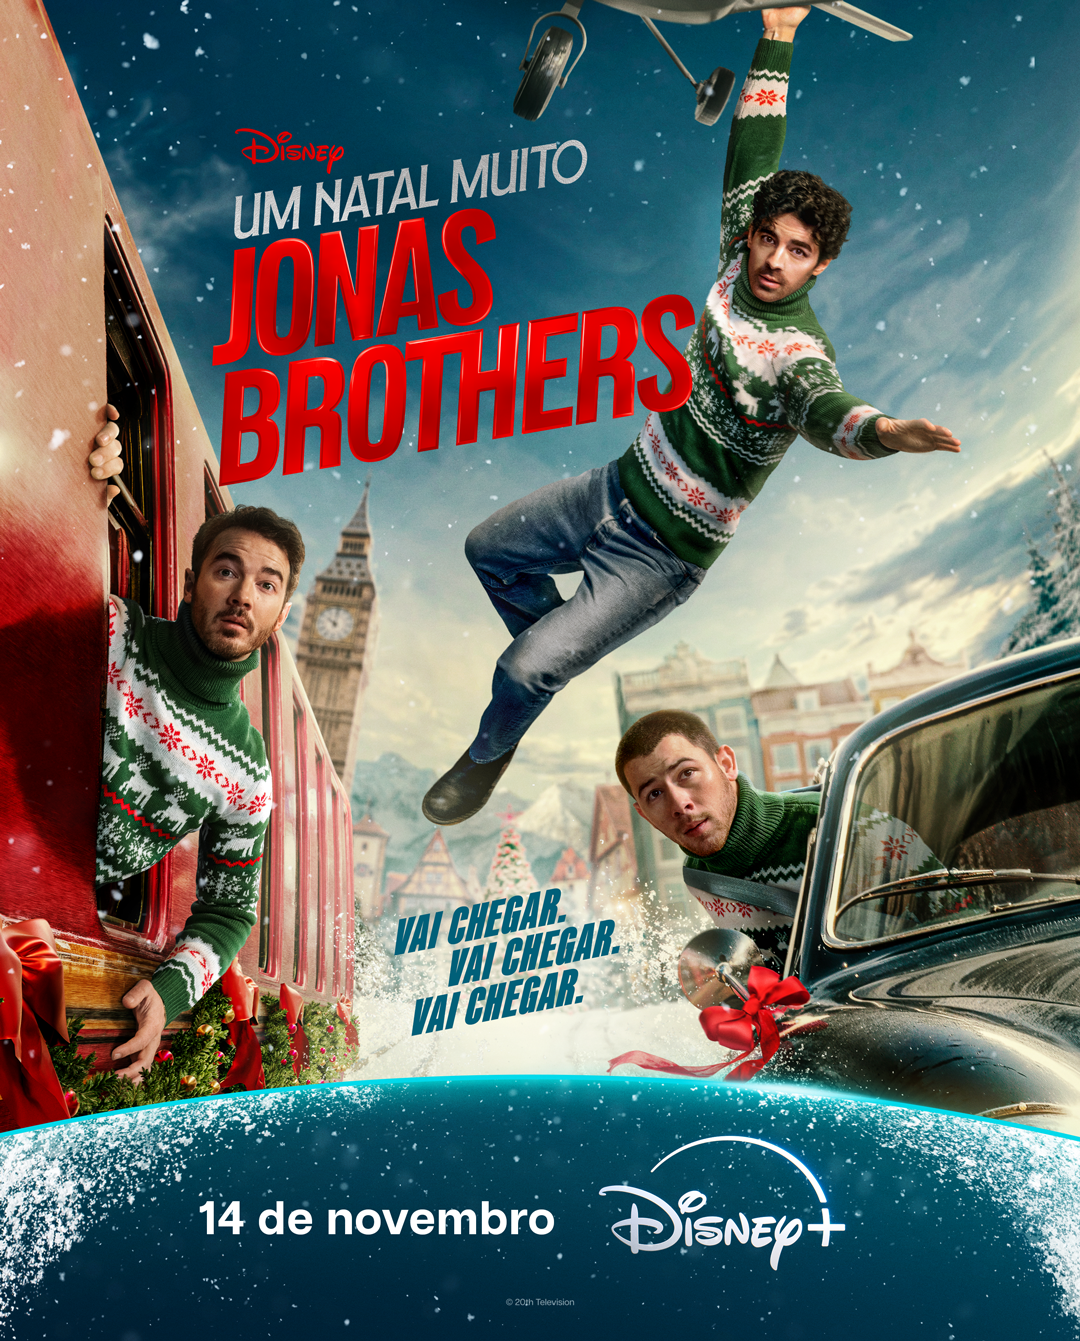 Disney
UM NATAL MUITO
JONAS
BROTHERS
VAI CHEGAR.
VAI CHEGAR.
VAI CHEGAR.
14 de novembro
Disney+
© 20th Television